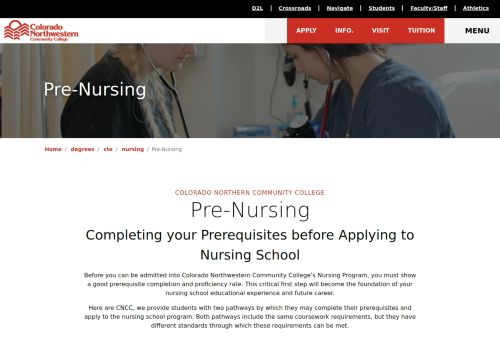 D2L | Crossroads | Navigate | Students | Faculty/Staff | Athletics
Colorado
Northwestern
Community College
APPLY INFO. VISIT TUITION MENU
Pre-Nursing
Home / degrees / cte / nursing / Pre-Nursing
COLORADO NORTHERN COMMUNITY COLLEGE
Pre-Nursing
Completing your Prerequisites before Applying to
Nursing School
Before you can be admitted into Colorado Northwestern Community College's Nursing Program, you must show
a good prerequisite completion and proficiency rate. This critical first step will become the foundation of your
nursing school educational experience and future career.
Here are CNCC, we provide students with two pathways by which they may complete their prerequisites and
apply to the nursing school program. Both pathways include the same coursework requirements, but they have
different standards through which these requirements can be met.